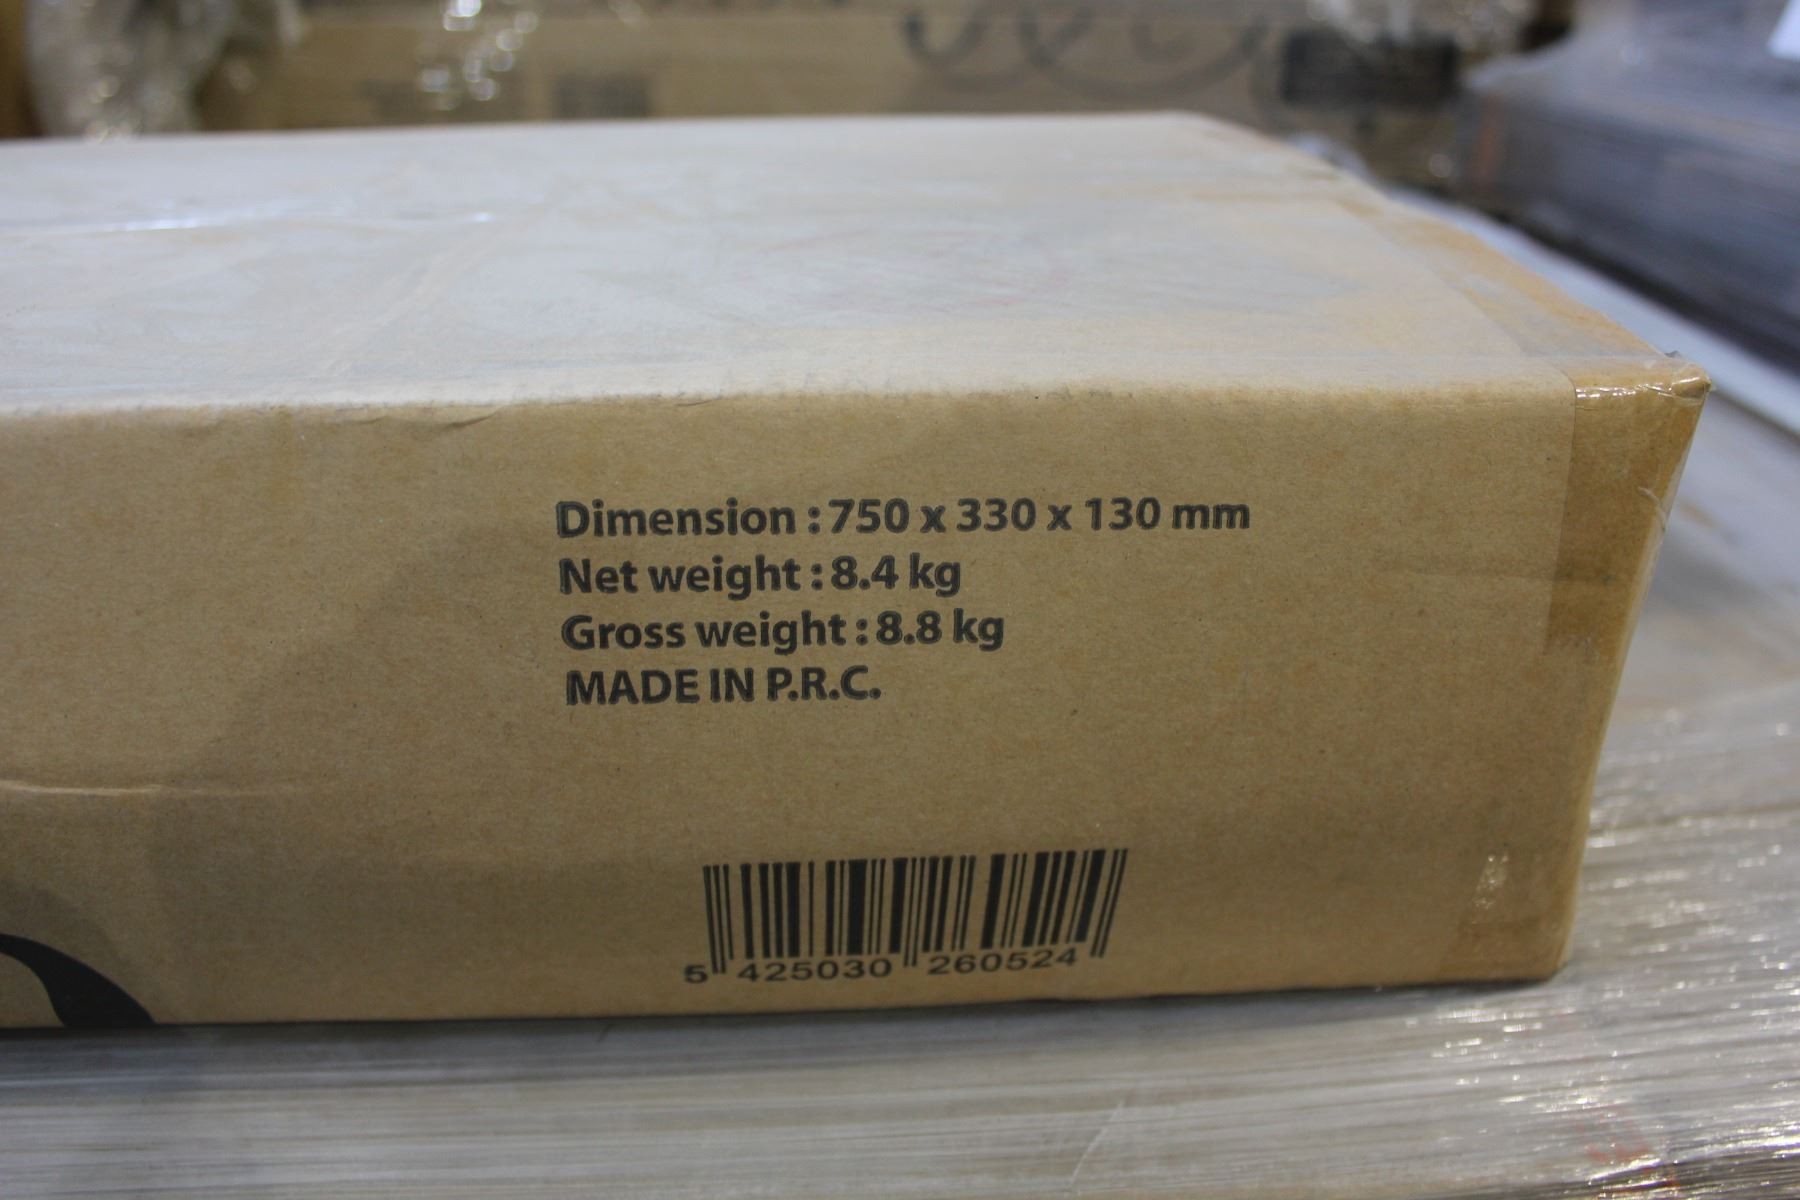 Dimension : 750 x 330 x 130 mm
Net weight : 8.4 kg
Gross weight : 8.8 kg
MADE IN P.R.C.
5 425030 260524